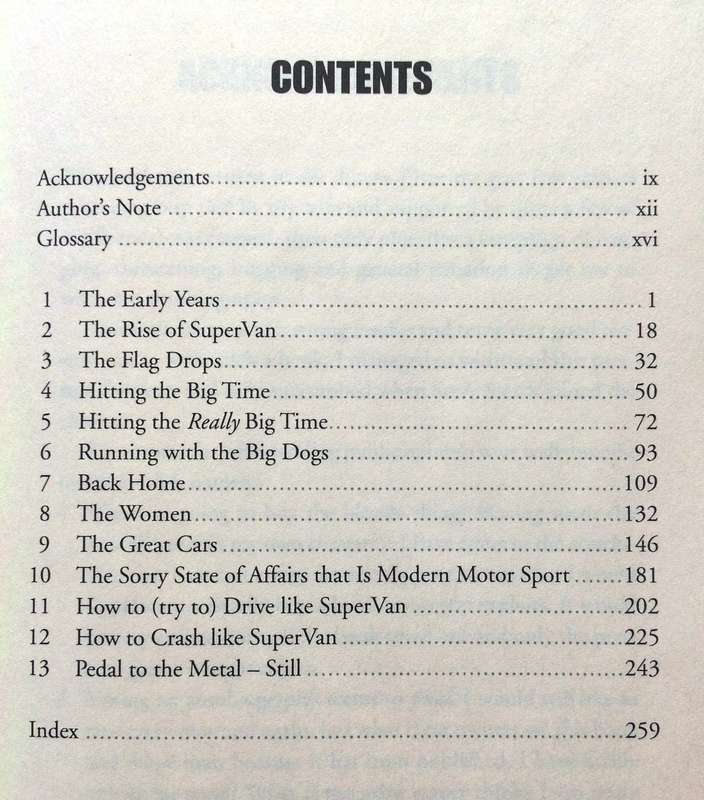 CONTENTS
Acknowledgements ix
Author's Note xii
Glossary xvi
1 The Early Years 1
2 The Rise of SuperVan 18
3 The Flag Drops 32
4 Hitting the Big Time 50
5 Hitting the Really Big Time 72
6 Running with the Big Dogs 93
7 Back Home 109
8 The Women 132
9 The Great Cars 146
10 The Sorry State of Affairs that Is Modern Motor Sport 181
11 How to (try to) Drive like SuperVan 202
12 How to Crash like SuperVan 225
13 Pedal to the Metal – Still 243
Index 259